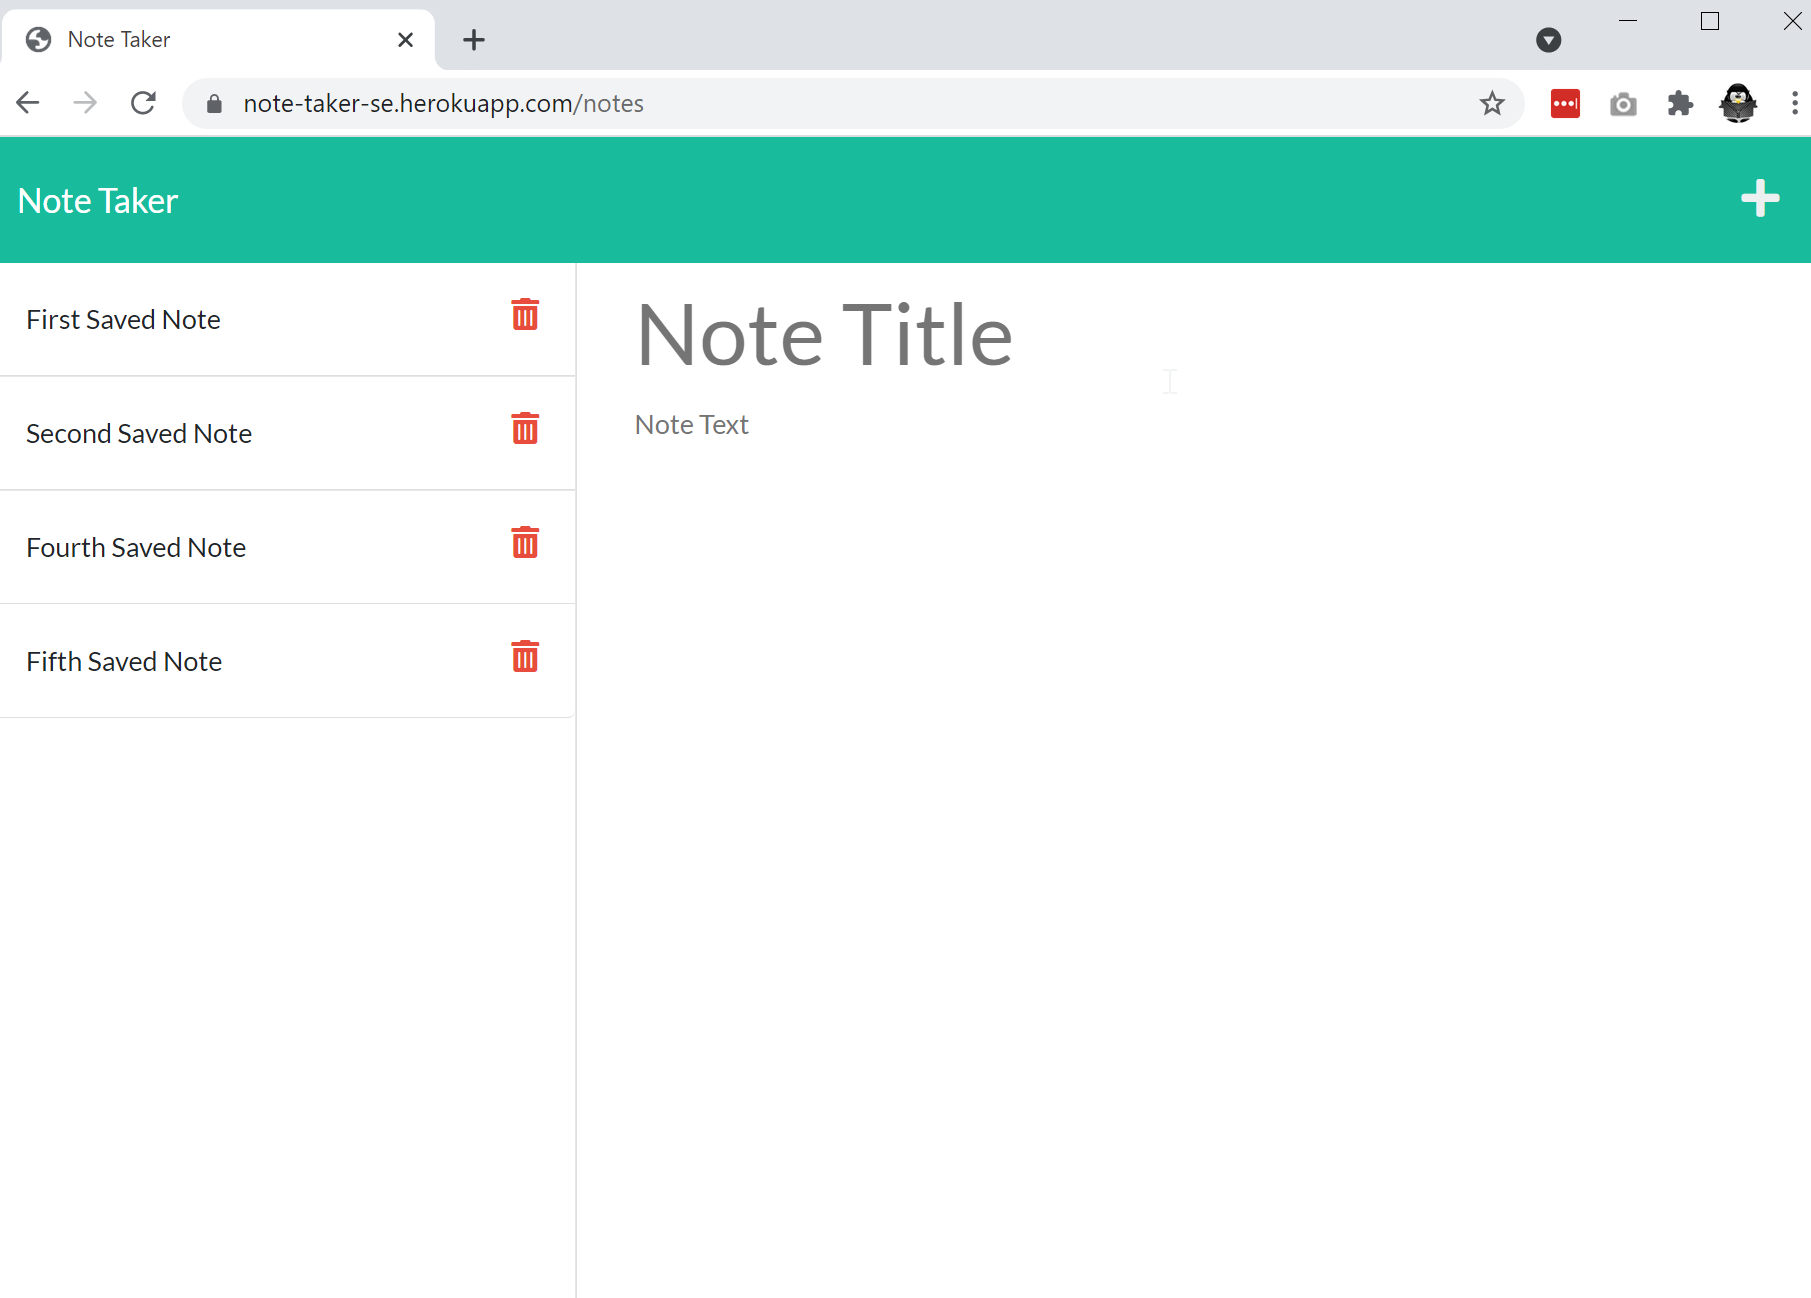 Note Taker
note-taker-se.herokuapp.com/notes
Note Taker
First Saved Note
Second Saved Note
Fourth Saved Note
Fifth Saved Note
Note Title
Note Text